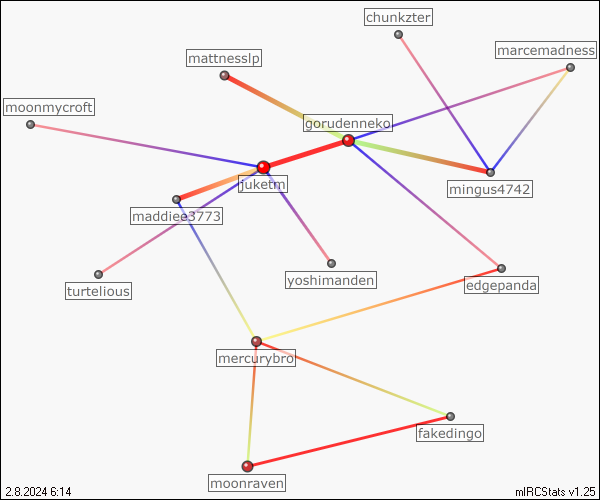 chunkzter
marcemadness
mattnesslp
moonmycroft
gorudenneko
juketm
mingus4742
maddiee3773
yoshimanden
edgepanda
turtelious
mercurybro
fakedingo
moonraven
2.8.2024 6:14
mIRCStats v1.25